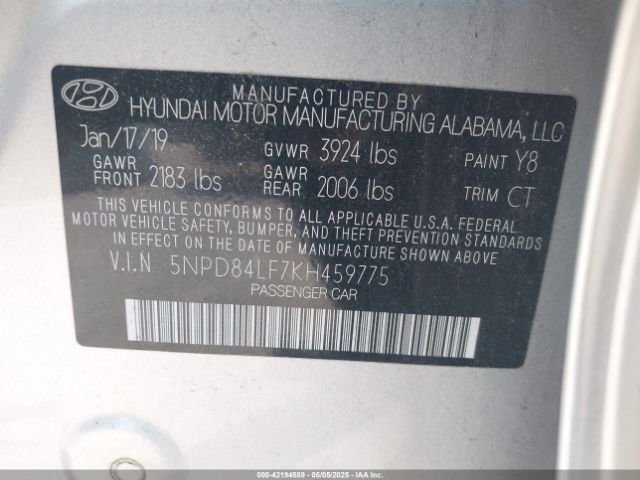 MANUFACTURED BY
HYUNDAI MOTOR MANUFACTURING ALABAMA, LLC
Jan/17/19 GVWR 3924 lbs PAINT Y8
GAWR FRONT 2183 lbs GAWR REAR 2006 lbs TRIM CT
THIS VEHICLE CONFORMS TO ALL APPLICABLE U.S.A. FEDERAL
MOTOR VEHICLE SAFETY, BUMPER, AND THEFT PREVENTION STANDARDS
IN EFFECT ON THE DATE OF MANUFACTURE SHOWN ABOVE.
V.I.N 5NPD84LF7KH459775
PASSENGER CAR
000-42194589 - 05/05/2025 - IAAI.COM